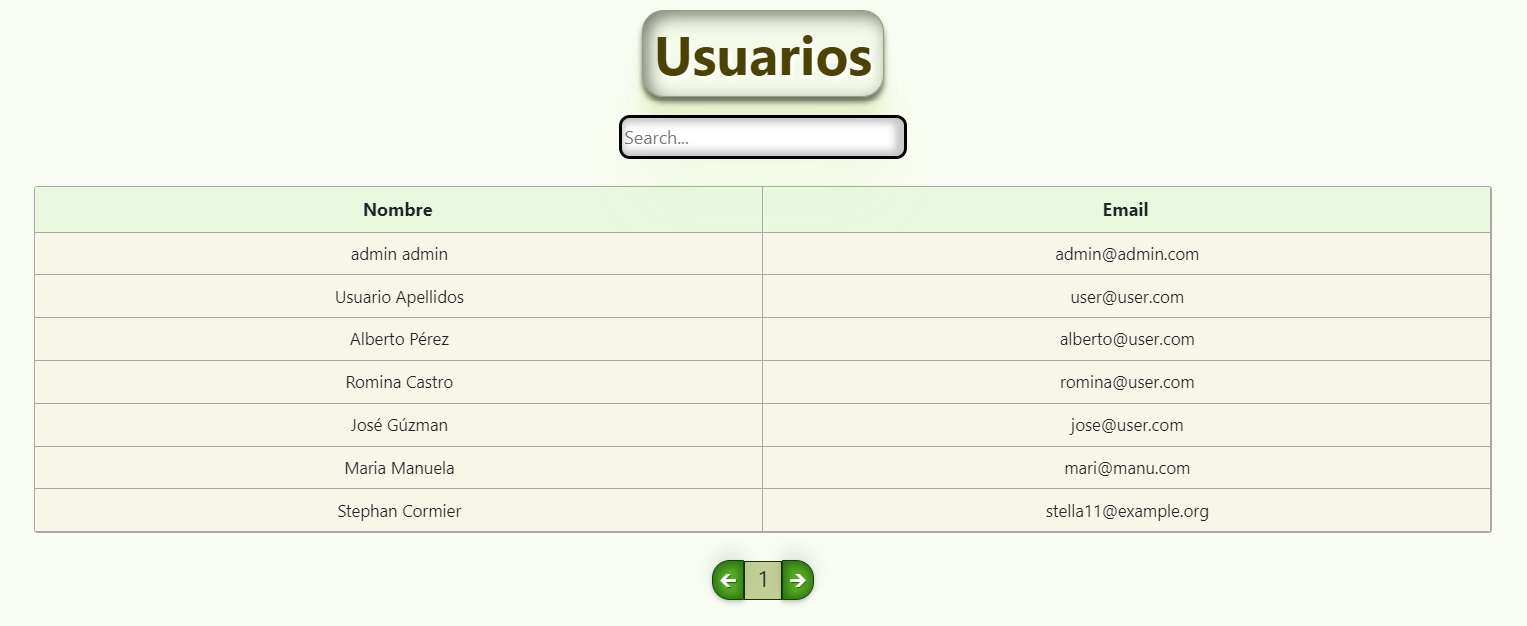 Usuarios
Search...
Nombre Email
admin admin admin@admin.com
Usuario Apellidos user@user.com
Alberto Pérez alberto@user.com
Romina Castro romina@user.com
José Gúzman jose@user.com
Maria Manuela mari@manu.com
Stephan Cormier stella11@example.org
1